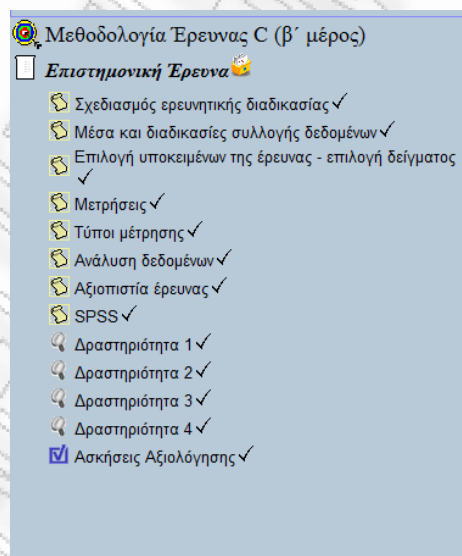 Μεθοδολογία Έρευνας C (β΄ μέρος)
Επιστημονική Έρευνα
Σχεδιασμός ερευνητικής διαδικασίας ✓
Μέσα και διαδικασίες συλλογής δεδομένων ✓
Επιλογή υποκειμένων της έρευνας - επιλογή δείγματος
✓
Μετρήσεις ✓
Τύποι μέτρησης ✓
Ανάλυση δεδομένων ✓
Αξιοπιστία έρευνας ✓
SPSS ✓
Δραστηριότητα 1 ✓
Δραστηριότητα 2 ✓
Δραστηριότητα 3 ✓
Δραστηριότητα 4 ✓
Ασκήσεις Αξιολόγησης ✓